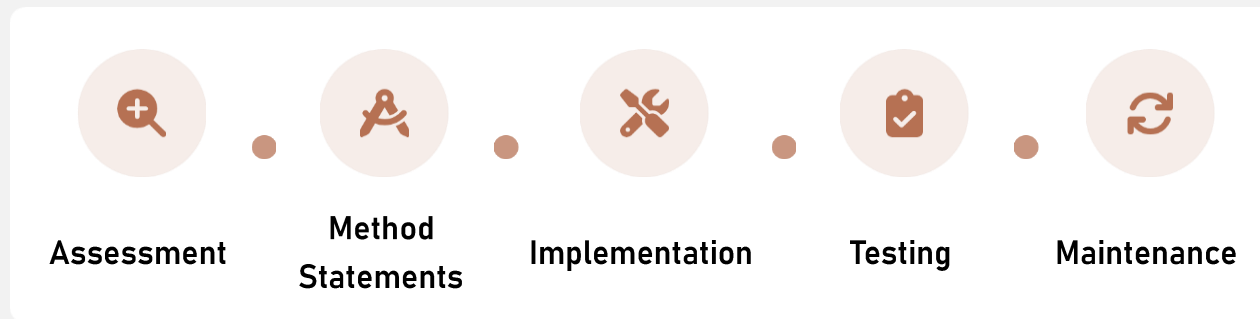 Assessment
Method
Statements
Implementation
Testing
Maintenance